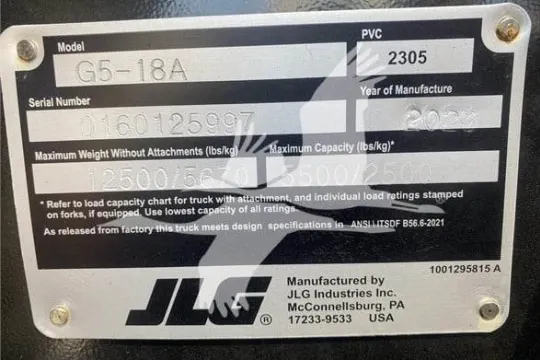 Model
PVC
G5-18A
2305
Serial Number
Year of Manufacture
0160125997
Maximum Weight Without Attachments (lbs/kg)
Maximum Capacity (lbs/kg)*
* Refer to load capacity chart for truck with attachment, and individual load ratings stamped
on forks, if equipped. Use lowest capacity of all ratings.
As released from factory this truck meets design specifications in ANSI/ITSDF B56.6-2021
JLG®
Manufactured by
JLG Industries Inc.
McConnellsburg, PA
17233-9533 USA
1001295815 A